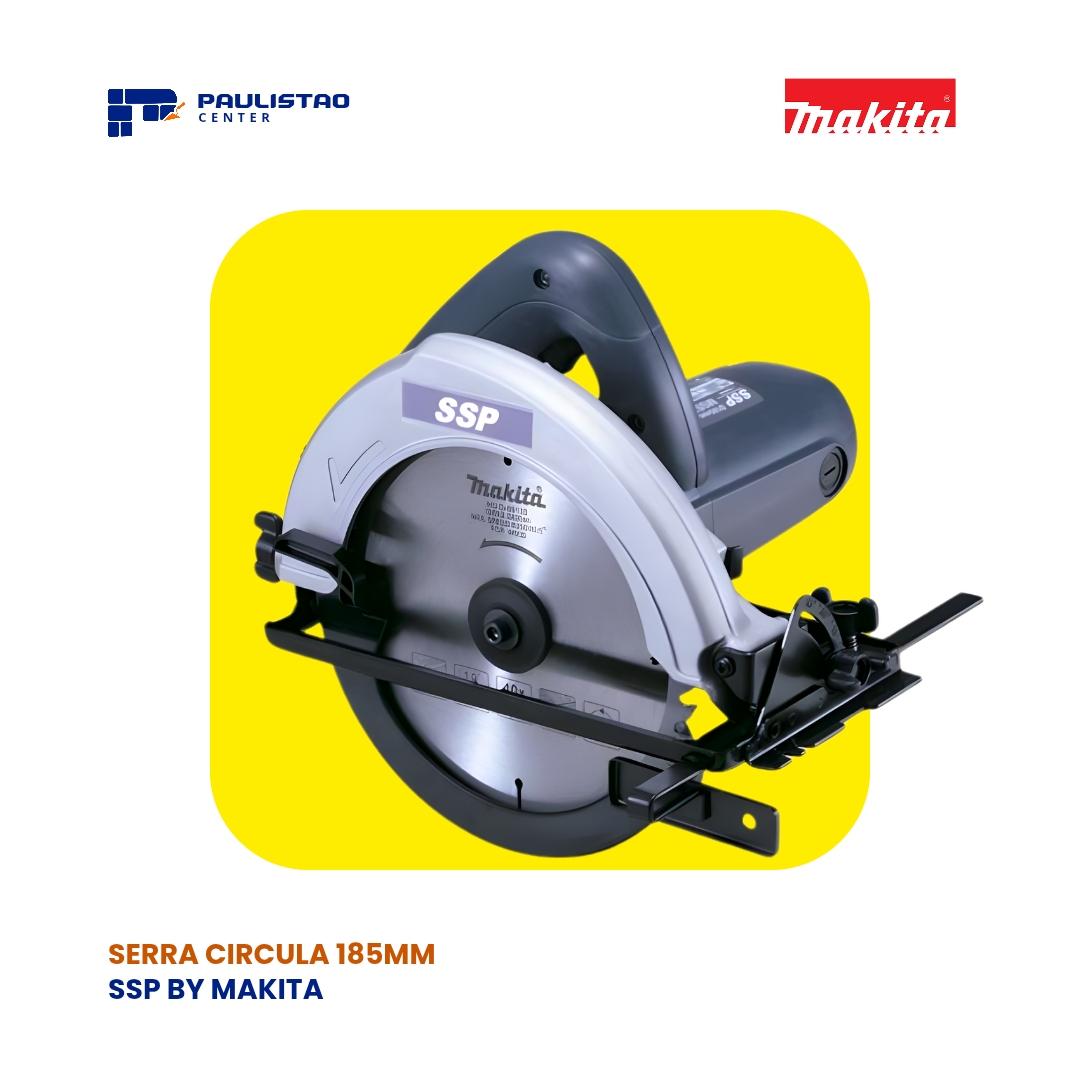 PAULISTAO
CENTER
makita®
SSP
makita®
SSP
SERRA CIRCULA 185MM
SSP BY MAKITA